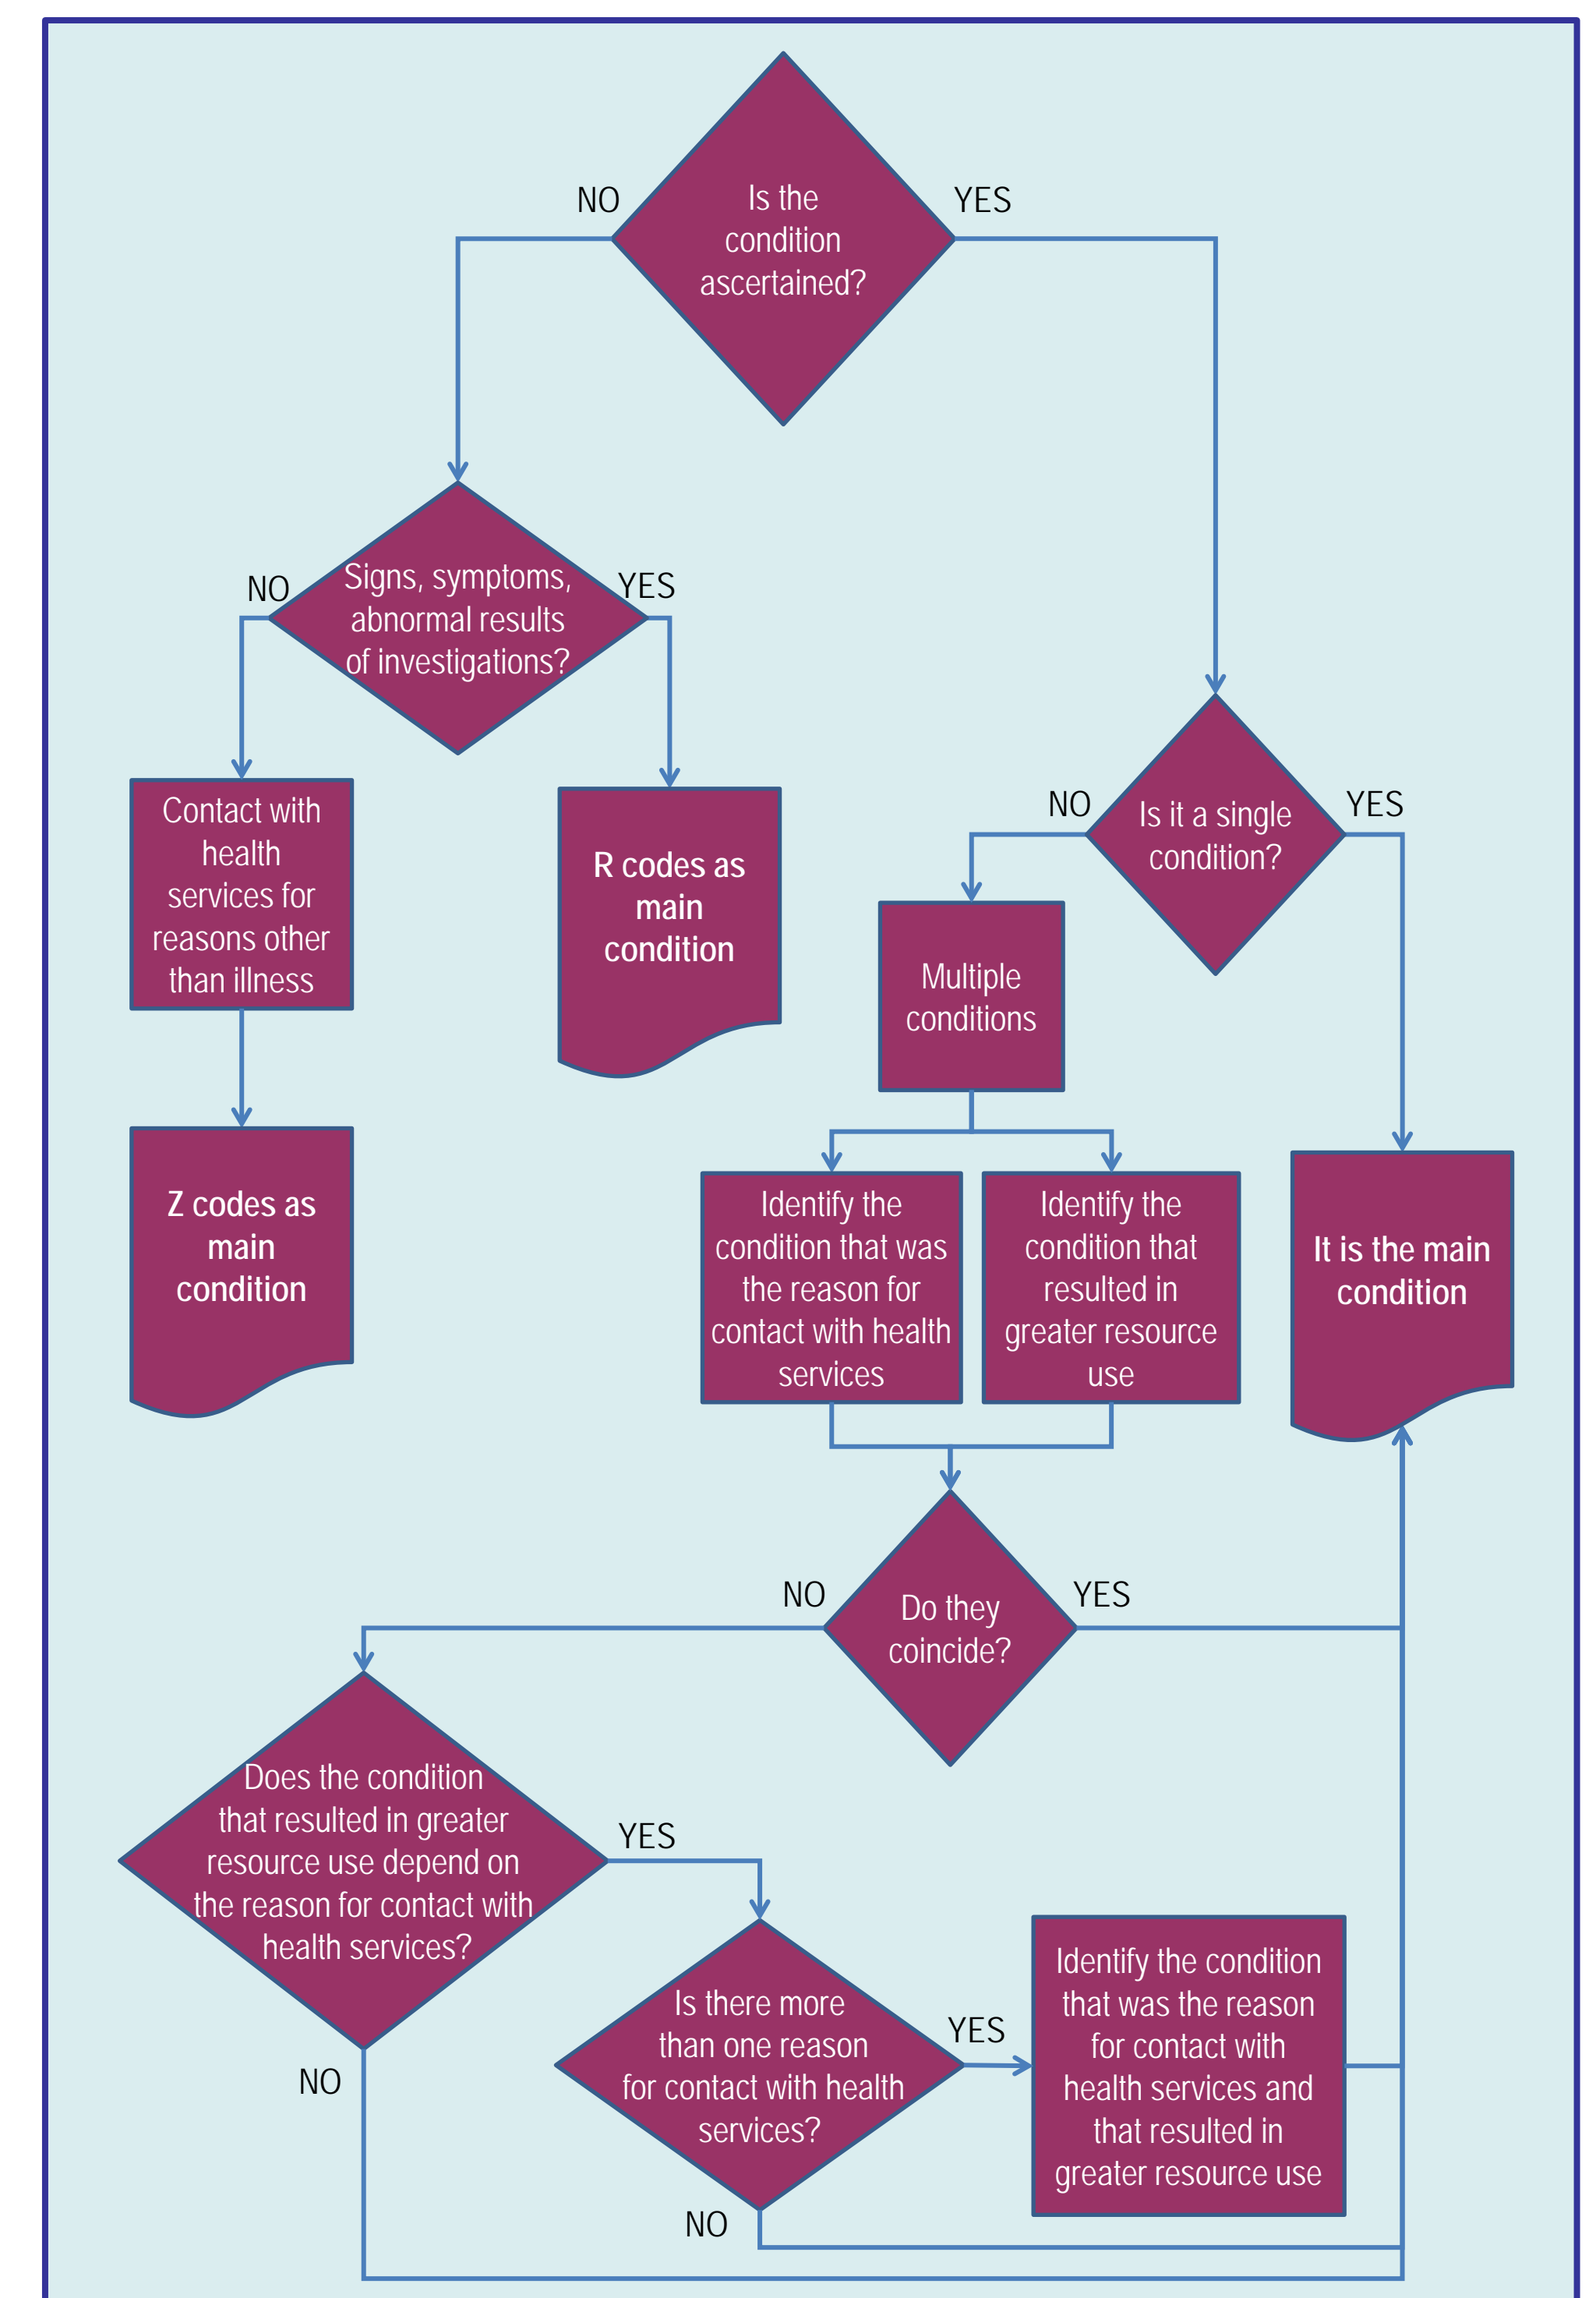 NO
Is the
condition
ascertained?
YES
NO
Signs, symptoms,
abnormal results
of investigations?
YES
Contact with
health
services for
reasons other
than illness
R codes as
main
condition
NO
Is it a single
condition?
YES
Multiple
conditions
Z codes as
main
condition
Identify the
condition that was
the reason for
contact with health
services
Identify the
condition that
resulted in
greater resource
use
It is the main
condition
NO
Do they
coincide?
YES
Does the condition
that resulted in greater
resource use depend on
the reason for contact with
health services?
YES
NO
Is there more
than one reason
for contact with health
services?
YES
NO
Identify the condition
that was the reason
for contact with
health services and
that resulted in
greater resource use